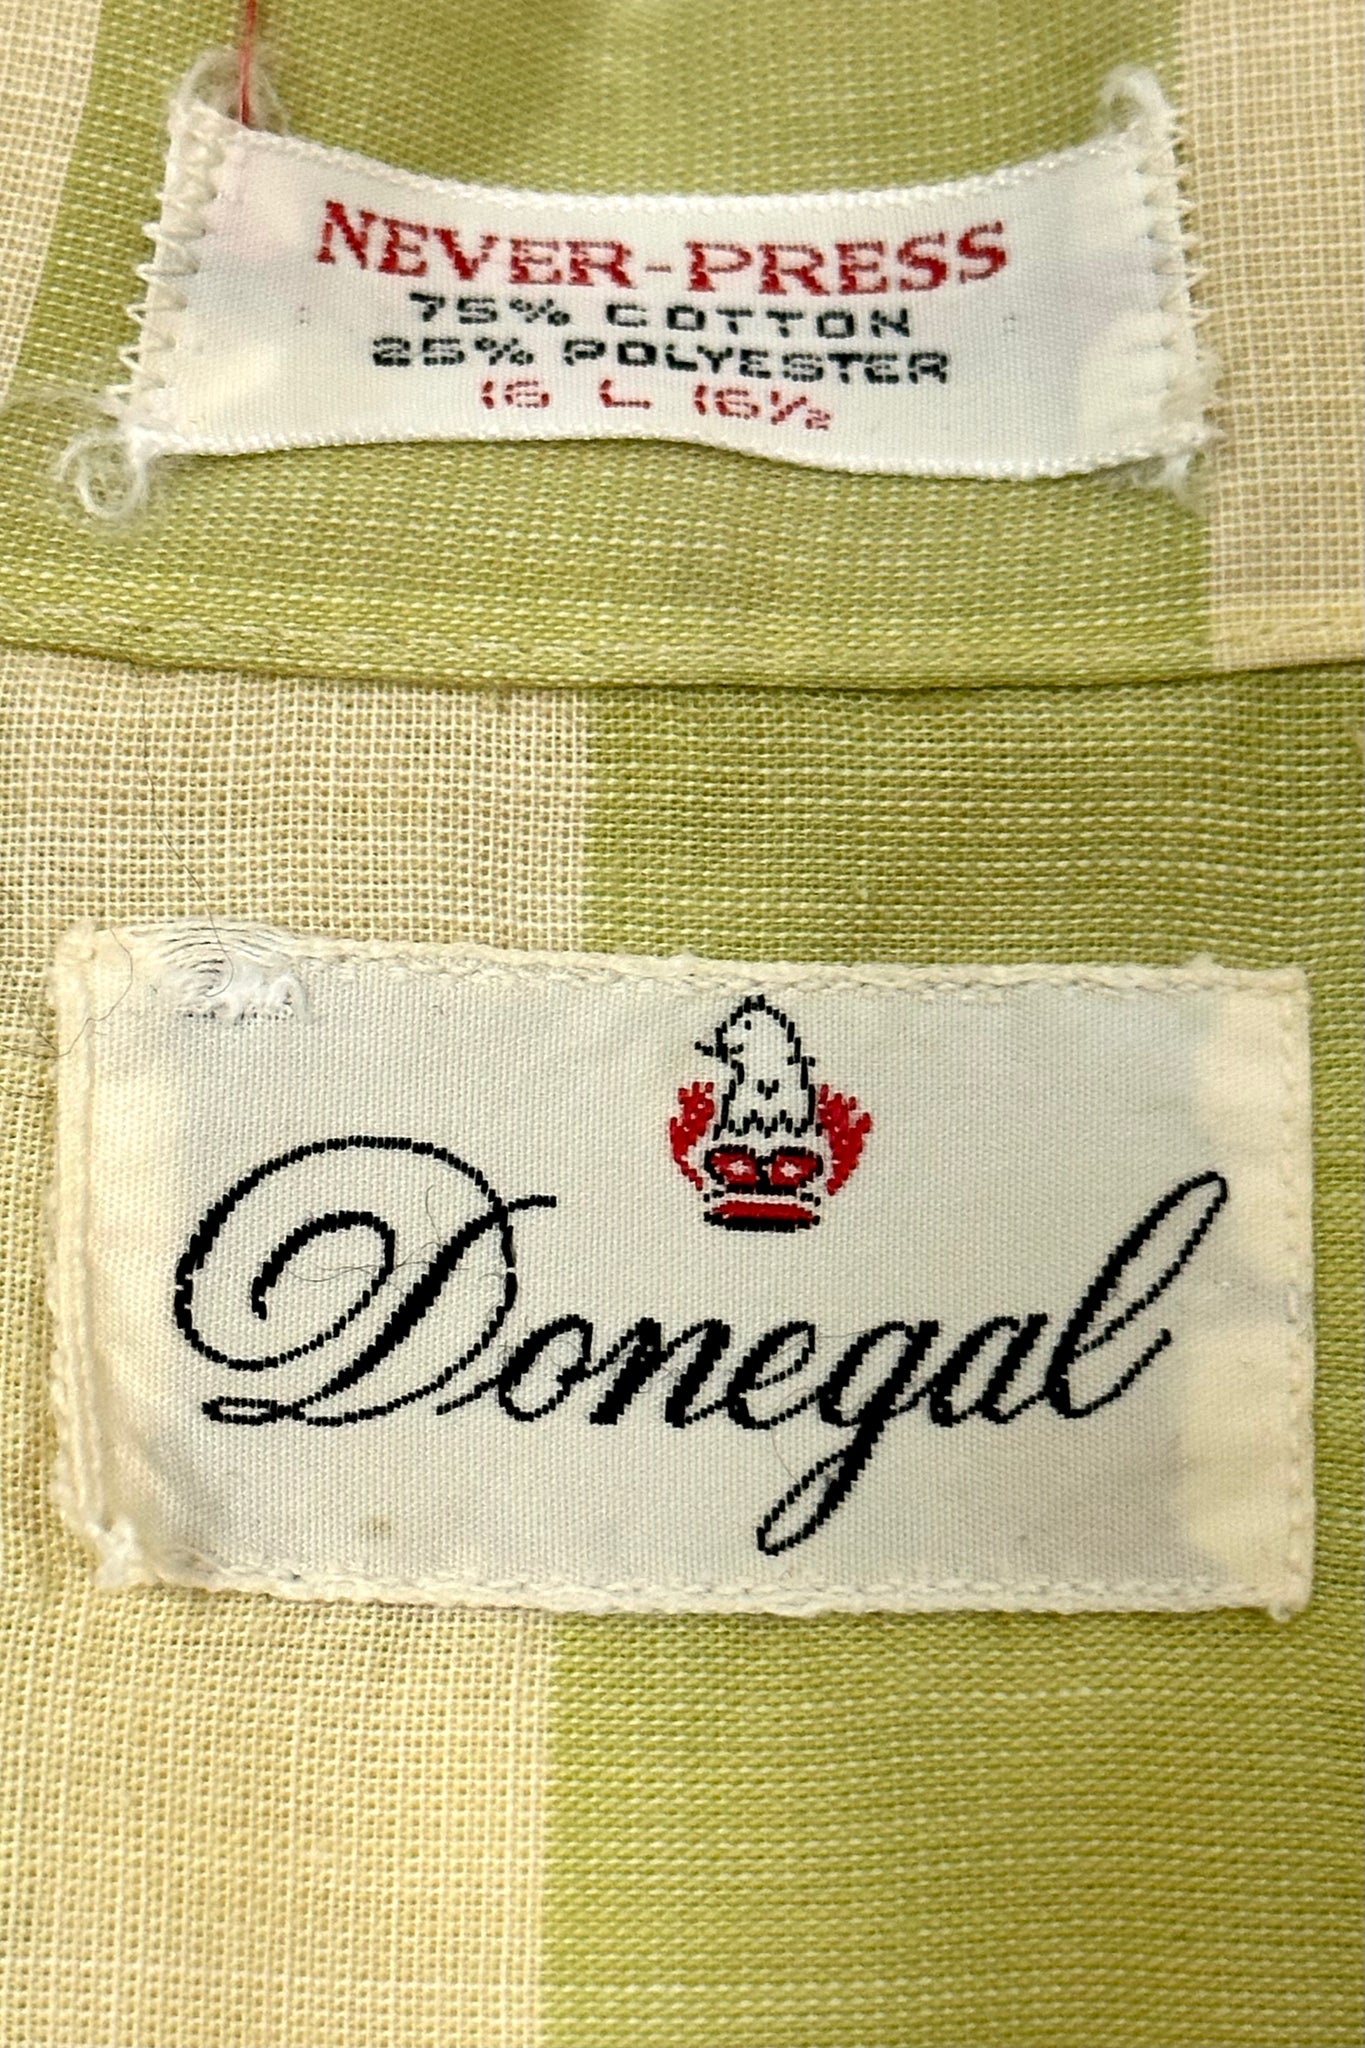 NEVER-PRESS
75% COTTON
25% POLYESTER
16 L 16½
Donegal